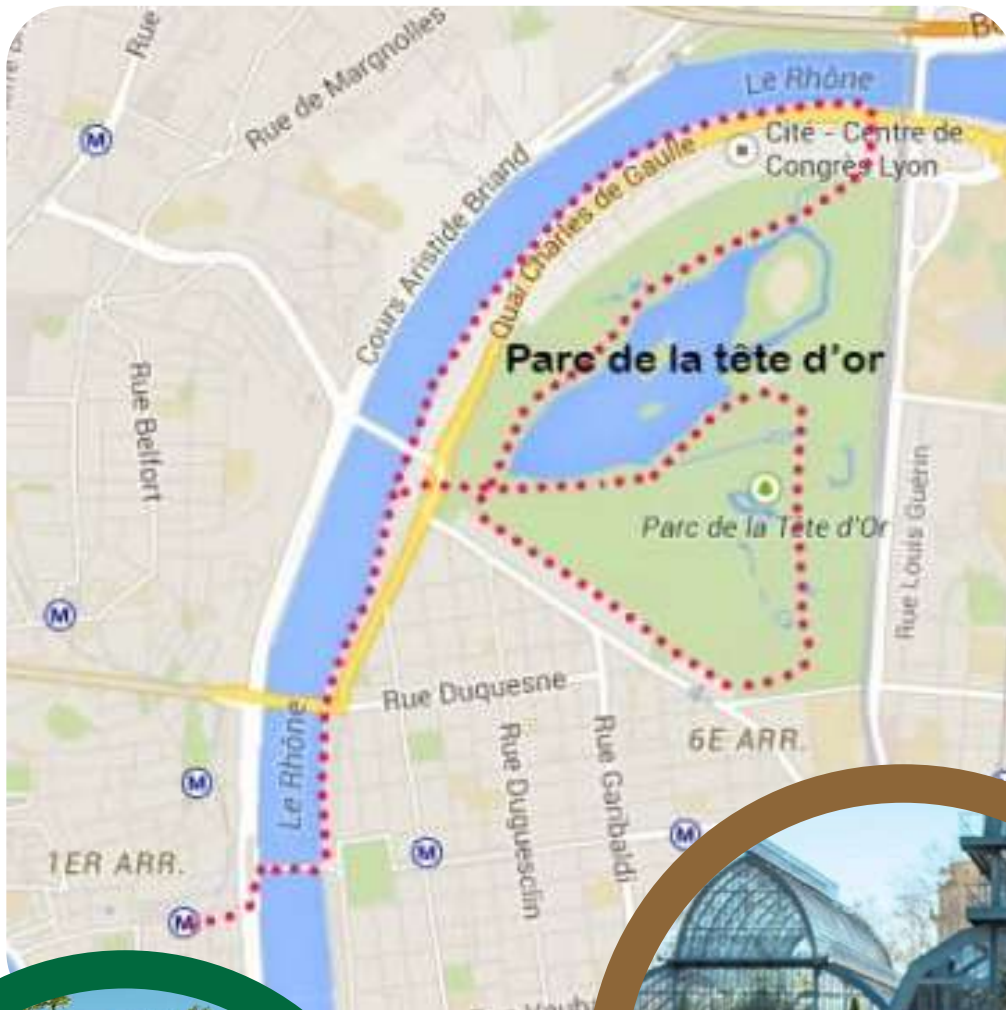 Rue
Rue de Margnolles
Le Rhône
M
Cité - Centre de
Congrès Lyon
Cours Aristide Briand
Quai Charles de Gaulle
Parc de la tête d'or
Rue Belfort
Parc de la Tête d'Or
Rue Louis Guérin
M
Rue Duquesne
Le Rhône
6E ARR.
Rue Duguesclin
Rue Garibaldi
M
M
M
1ER ARR.
M